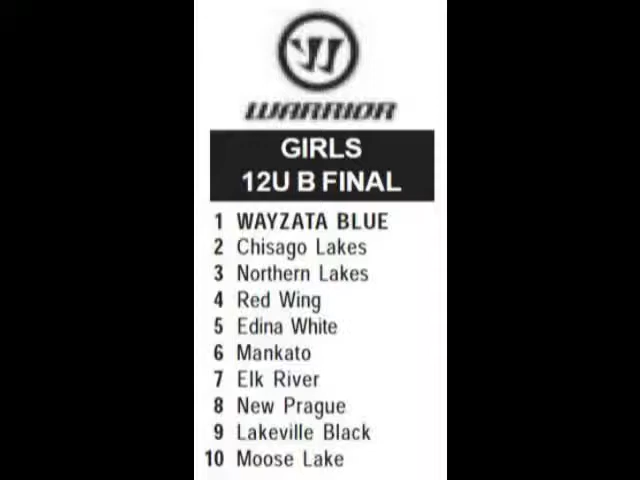 WARRIOR
GIRLS
12U B FINAL
1 WAYZATA BLUE
2 Chisago Lakes
3 Northern Lakes
4 Red Wing
5 Edina White
6 Mankato
7 Elk River
8 New Prague
9 Lakeville Black
10 Moose Lake